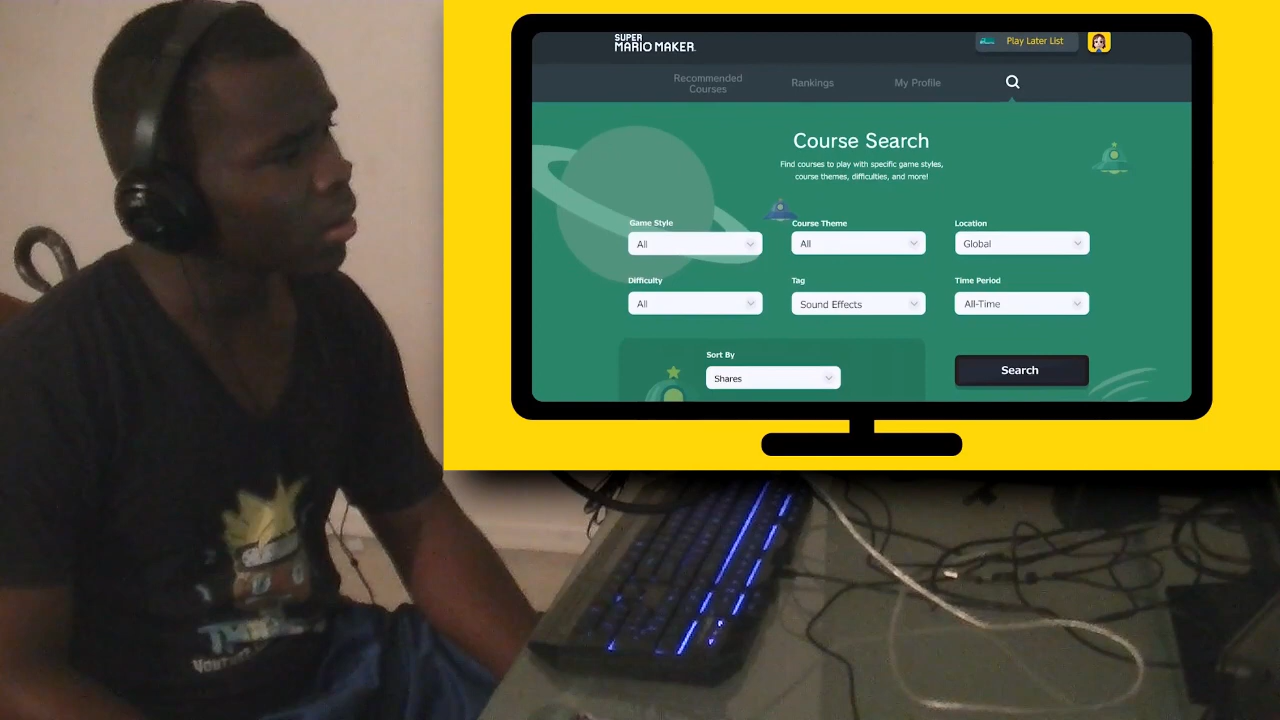 SUPER
MARIO MAKER
Play Later List
Recommended
Courses
Rankings
My Profile
Course Search
Find courses to play with specific game styles,
course themes, difficulties, and more!
Game Style
Course Theme
Location
All
All
Global
Difficulty
Tag
Time Period
All
Sound Effects
All-Time
Sort By
Shares
Search